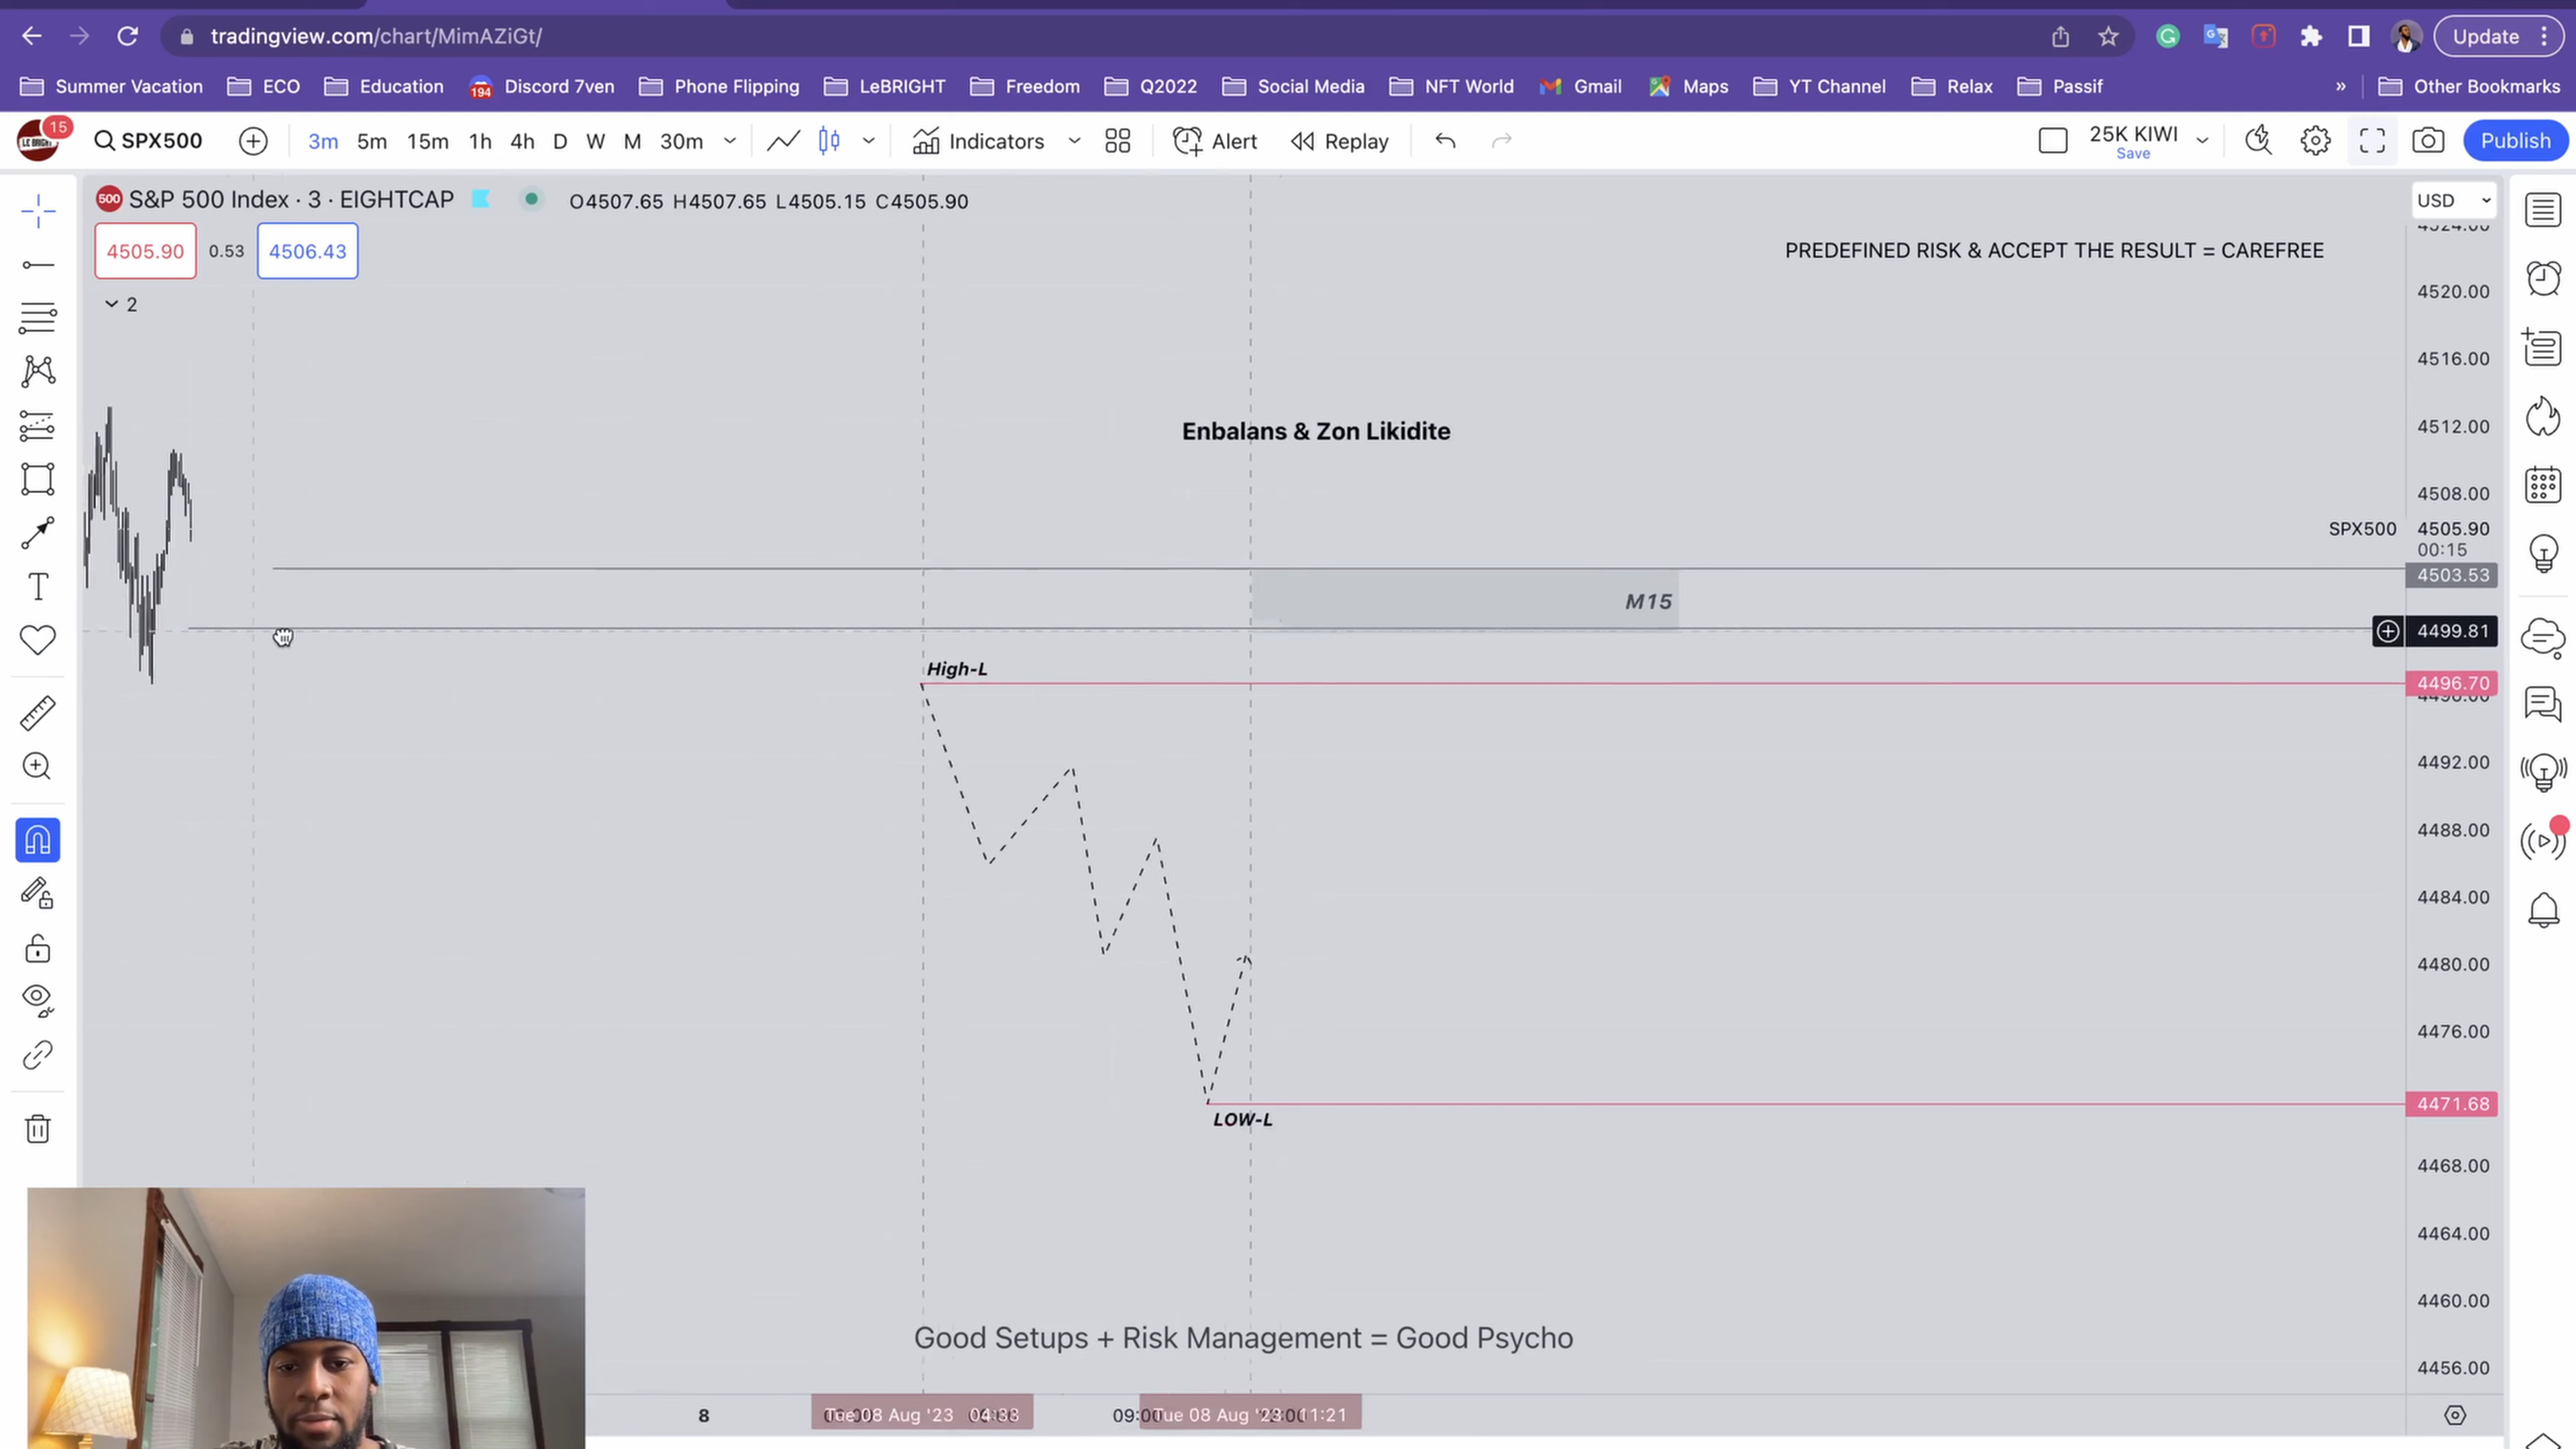 tradingview.com/chart/MimAZiGt/
Update
Summer Vacation
ECO
Education
194
Discord 7ven
Phone Flipping
LeBRIGHT
Freedom
Q2022
Social Media
NFT World
Gmail
Maps
YT Channel
Relax
Passif
»
Other Bookmarks
15
SPX500
3m 5m 15m 1h 4h D W M 30m
Indicators
Alert
Replay
25K KIWI
Save
Publish
500 S&P 500 Index · 3 · EIGHTCAP
O4507.65 H4507.65 L4505.15 C4505.90
USD
4505.90 0.53 4506.43
PREDEFINED RISK & ACCEPT THE RESULT = CAREFREE
2
4520.00
4516.00
Enbalans & Zon Likidite
4512.00
4508.00
SPX500 4505.90
00:15
4503.53
M15
4499.81
High-L
4496.70
4492.00
4488.00
4484.00
4480.00
4476.00
LOW-L
4471.68
4468.00
4464.00
4460.00
Good Setups + Risk Management = Good Psycho
4456.00
8
Tue 08 Aug '23
Tue 08 Aug '23 11:21